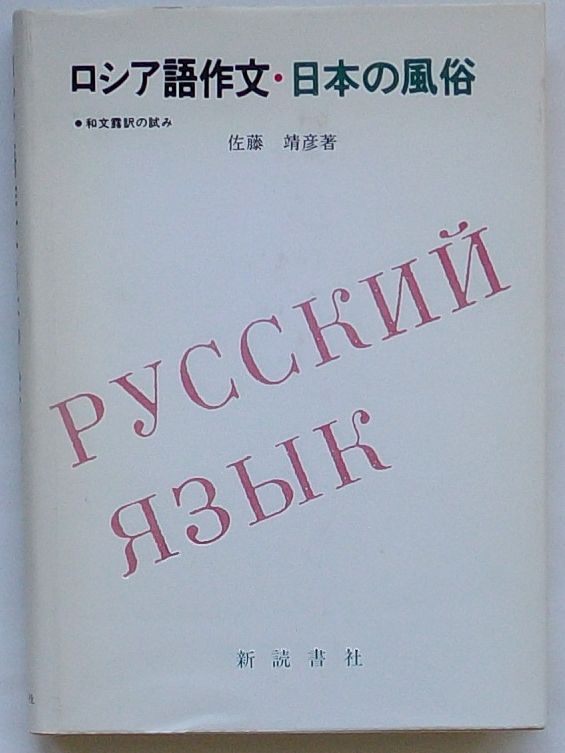 ロシア語作文・日本の風俗
●和文露訳の試み
佐藤 靖彦著
РУССКИЙ
ЯЗЫК
新読書社